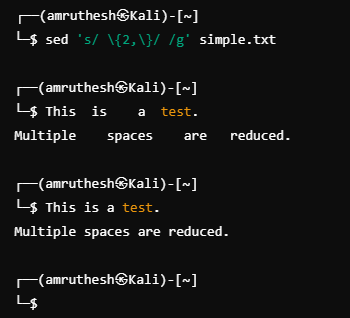 ┌──(amruthesh㉿Kali)-[~]
└─$ sed 's/ \{2,\}/ /g' simple.txt
┌──(amruthesh㉿Kali)-[~]
└─$ This  is   a  test.
Multiple    spaces    are   reduced.
┌──(amruthesh㉿Kali)-[~]
└─$ This is a test.
Multiple spaces are reduced.
┌──(amruthesh㉿Kali)-[~]
└─$